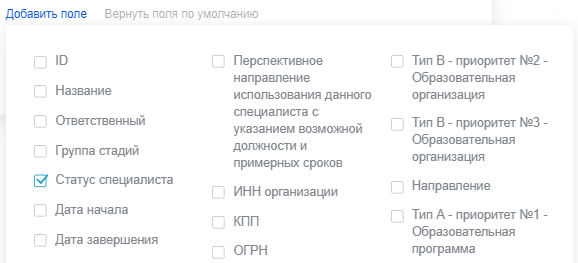 Добавить поле
Вернуть поля по умолчанию
ID
Название
Ответственный
Группа стадий
Статус специалиста
Дата начала
Дата завершения
Перспективное
направление
использования данного
специалиста с
указанием возможной
должности и
примерных сроков
ИНН организации
КПП
ОГРН
Тип В - приоритет №2 -
Образовательная
организация
Тип В - приоритет №3 -
Образовательная
организация
Направление
Тип А - приоритет №1 -
Образовательная
программа